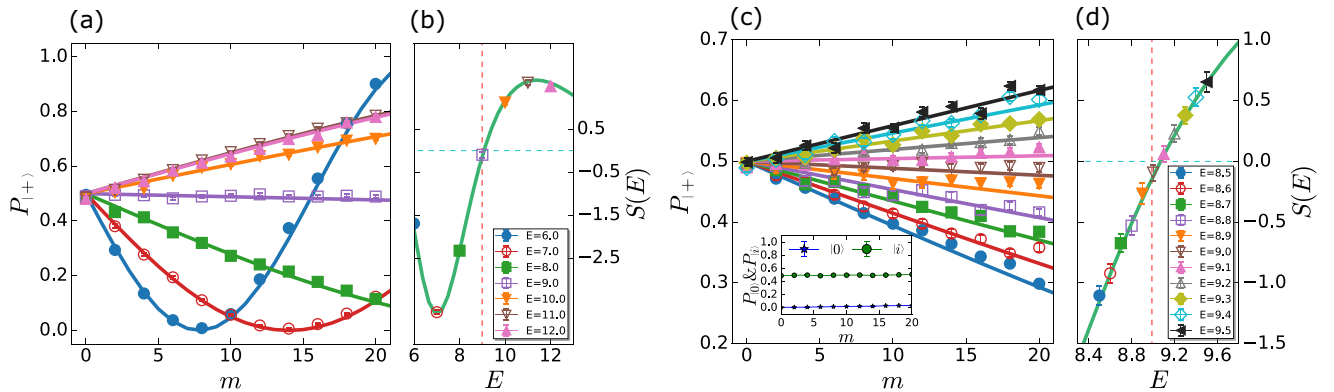 (a)
P|+⟩
1.0
0.8
0.6
0.4
0.2
0.0
0
5
10
15
20
m
(b)
6
8
10
12
E
0.5
−0.5
−1.5
−2.5
S(E)
E=6.0
E=7.0
E=8.0
E=9.0
E=10.0
E=11.0
E=12.0
(c)
P|+⟩
0.7
0.6
0.5
0.4
0.3
0.2
0
5
10
15
20
m
P|0⟩&P|ĩ⟩
1.0
0.8
0.6
0.4
0.2
0.0
|0⟩
|ĩ⟩
0
5
10
15
20
m
(d)
8.4
8.8
9.2
9.6
E
1.0
0.5
0.0
−0.5
−1.0
−1.5
S(E)
E=8.5
E=8.6
E=8.7
E=8.8
E=8.9
E=9.0
E=9.1
E=9.2
E=9.3
E=9.4
E=9.5